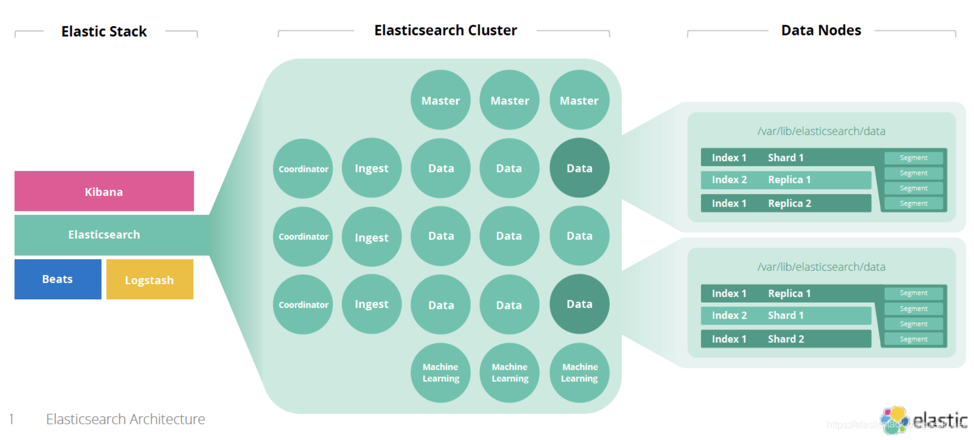 Elastic Stack
Elasticsearch Cluster
Data Nodes
Kibana
Elasticsearch
Beats
Logstash
Master
Master
Master
Coordinator
Ingest
Data
Data
Data
Coordinator
Ingest
Data
Data
Data
Coordinator
Ingest
Data
Data
Data
Machine
Learning
Machine
Learning
Machine
Learning
/var/lib/elasticsearch/data
Index 1 Shard 1
Index 2 Replica 1
Index 1 Replica 2
Segment
Segment
Segment
Segment
/var/lib/elasticsearch/data
Index 1 Replica 1
Index 2 Shard 1
Index 1 Shard 2
Segment
Segment
Segment
Segment
1 Elasticsearch Architecture
elastic